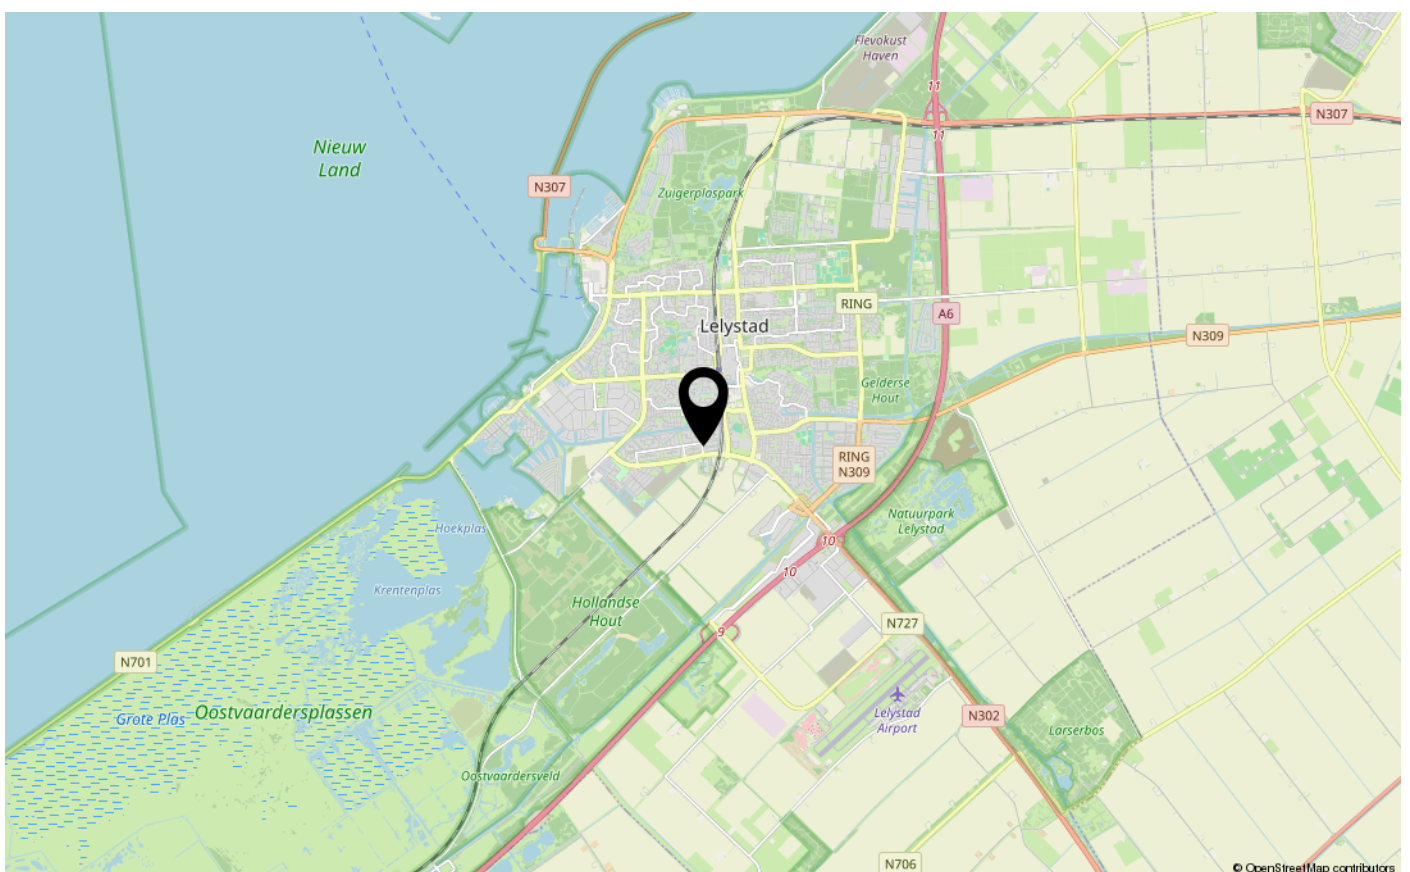 Flevokust
Haven
11
N307
11
Nieuw
Land
N307
Zuigerplaspark
RING
A6
Lelystad
N309
Gelderse
Hout
RING
N309
Natuurpark
Lelystad
Hoekplas
10
10
Krentenplas
Hollandse
Hout
N727
9
N701
Grote Plas
Oostvaardersplassen
Lelystad
Airport
N302
Larserbos
Oostvaardersveld
N706
© OpenStreetMap contributors